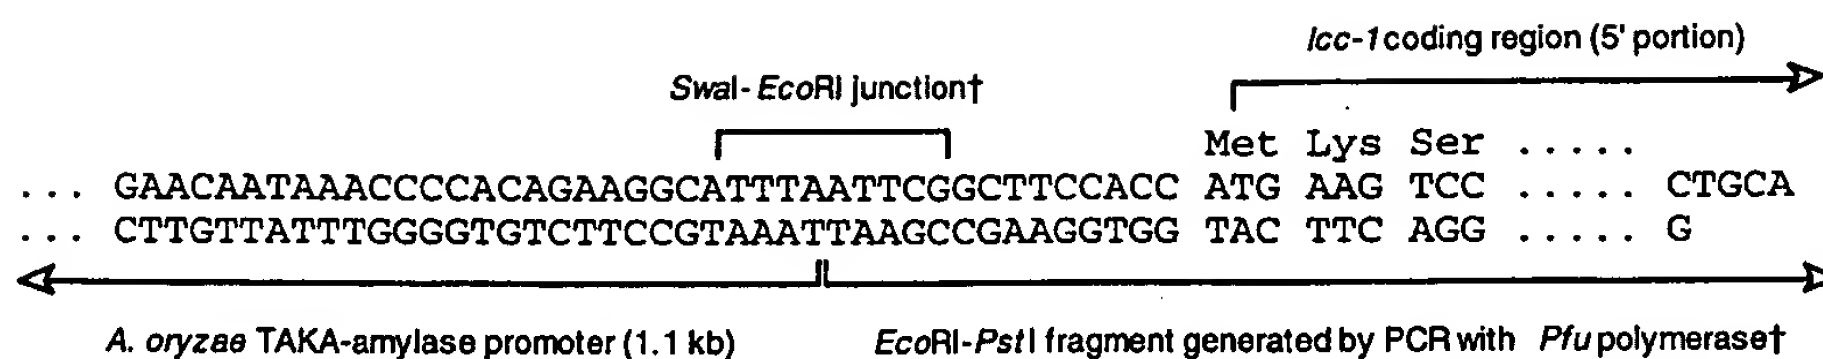 lcc-1 coding region (5' portion)
SwaI-EcoRI junction†
Met Lys Ser .....
... GAACAATAAACCCCACAGAAGGCATTTAATTCGGCTTCCACC ATG AAG TCC ..... CTGCA
... CTTGTTATTTGGGGTGTCTTCCGTAAATTAAGCCGAAGGTGG TAC TTC AGG ..... G
A. oryzae TAKA-amylase promoter (1.1 kb)
EcoRI-PstI fragment generated by PCR with Pfu polymerase†